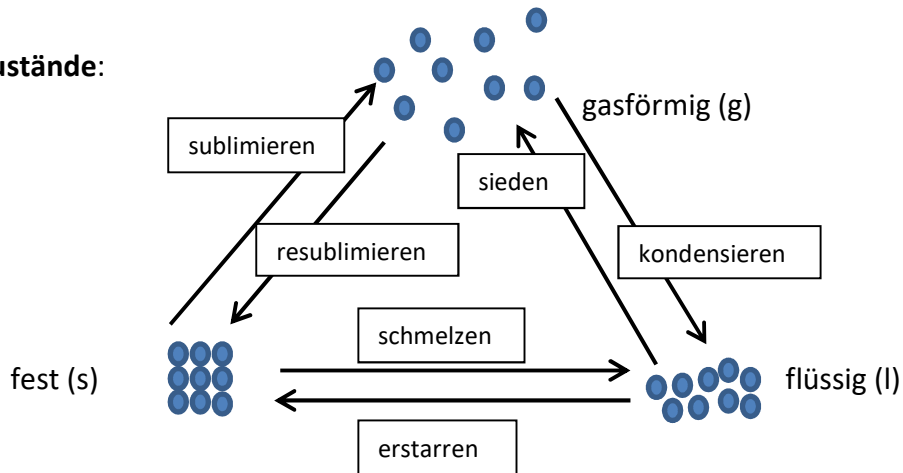 ustände:
gasförmig (g)
sublimieren
sieden
resublimieren
kondensieren
schmelzen
fest (s)
flüssig (l)
erstarren